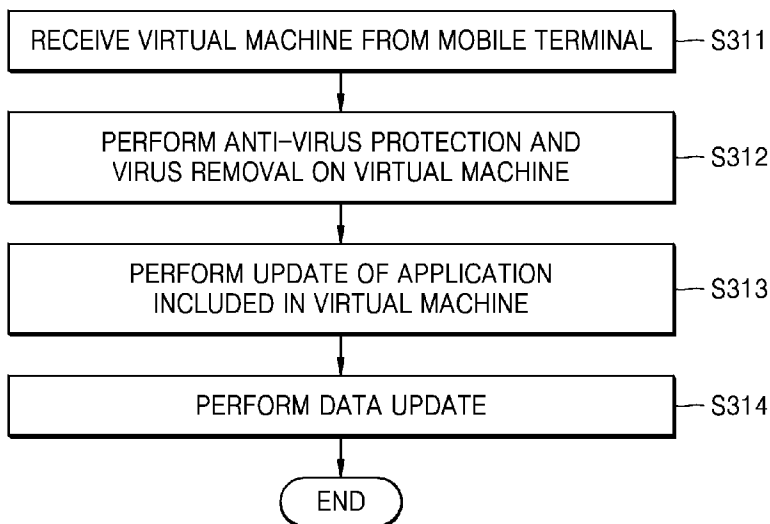 RECEIVE VIRTUAL MACHINE FROM MOBILE TERMINAL
S311
PERFORM ANTI-VIRUS PROTECTION AND
VIRUS REMOVAL ON VIRTUAL MACHINE
S312
PERFORM UPDATE OF APPLICATION
INCLUDED IN VIRTUAL MACHINE
S313
PERFORM DATA UPDATE
S314
END